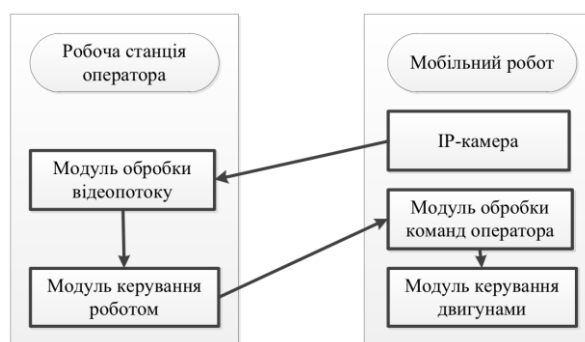 Робоча станція
оператора
Модуль обробки
відеопотоку
Модуль керування
роботом
Мобільний робот
IP-камера
Модуль обробки
команд оператора
Модуль керування
двигунами